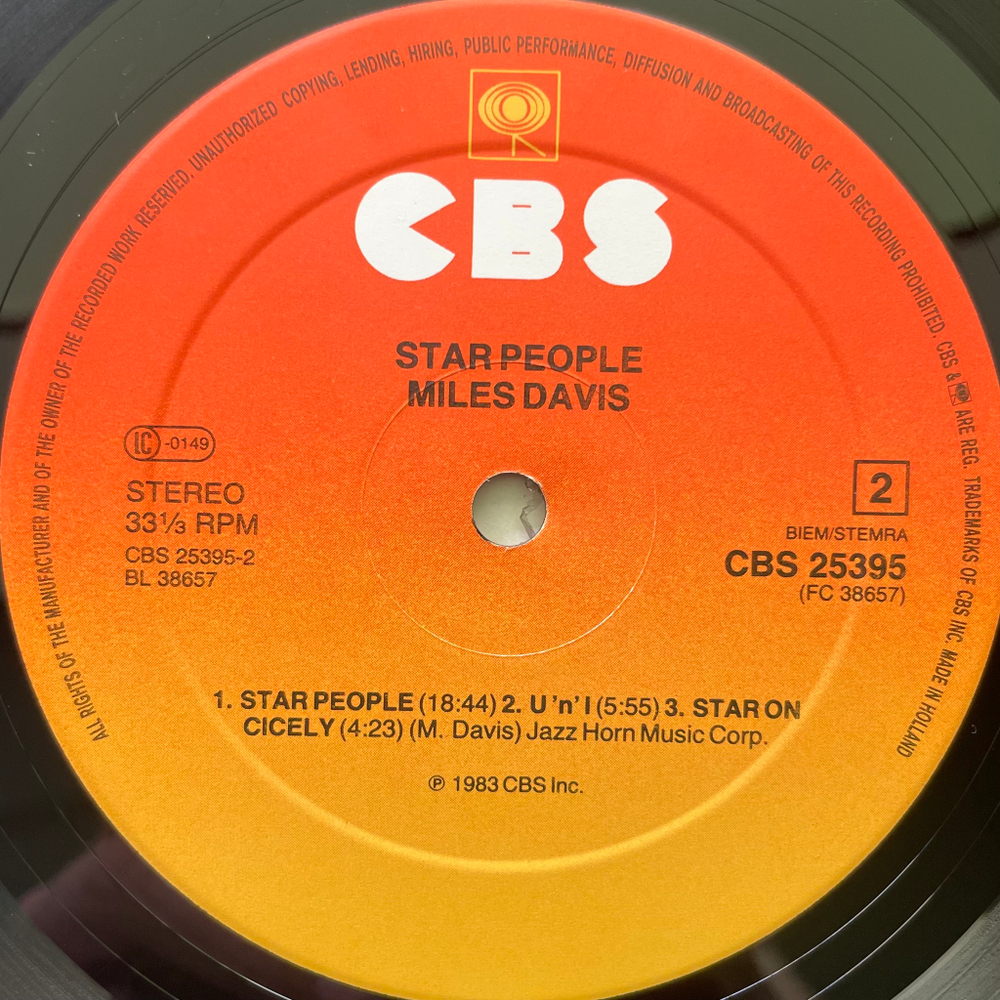 ALL RIGHTS OF THE MANUFACTURER AND OF THE OWNER OF THE RECORDED WORK RESERVED. UNAUTHORIZED COPYING, LENDING, HIRING, PUBLIC PERFORMANCE, DIFFUSION AND BROADCASTING OF THIS RECORDING PROHIBITED. CBS & ARE REG. TRADEMARKS OF CBS INC. MADE IN HOLLAND
CBS
STAR PEOPLE
MILES DAVIS
LC -0149
STEREO
33⅓ RPM
CBS 25395-2
BL 38657
2
BIEM/STEMRA
CBS 25395
(FC 38657)
1. STAR PEOPLE (18:44) 2. U 'n' I (5:55) 3. STAR ON
CICELY (4:23) (M. Davis) Jazz Horn Music Corp.
℗ 1983 CBS Inc.